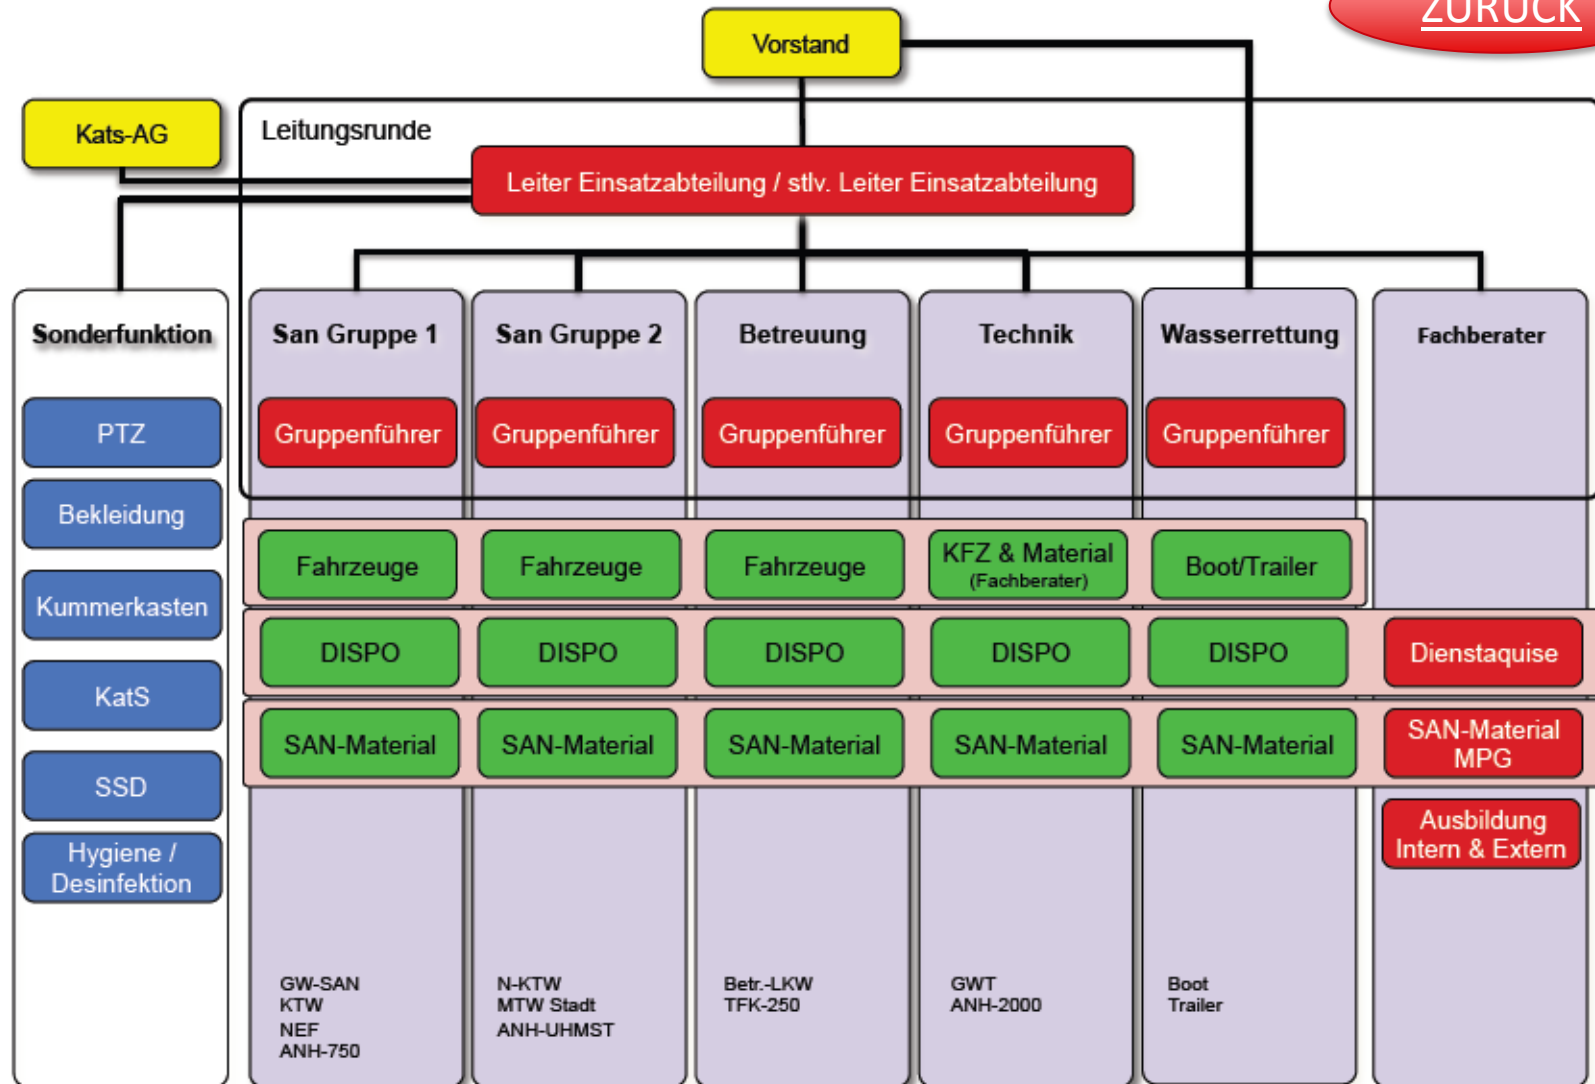 ZURÜCK
Vorstand
Kats-AG
Leitungsrunde
Leiter Einsatzabteilung / stlv. Leiter Einsatzabteilung
Sonderfunktion
PTZ
Bekleidung
Kummerkasten
KatS
SSD
Hygiene /
Desinfektion
San Gruppe 1
Gruppenführer
Fahrzeuge
DISPO
SAN-Material
GW-SAN
KTW
NEF
ANH-750
San Gruppe 2
Gruppenführer
Fahrzeuge
DISPO
SAN-Material
N-KTW
MTW Stadt
ANH-UHMST
Betreuung
Gruppenführer
Fahrzeuge
DISPO
SAN-Material
Betr.-LKW
TFK-250
Technik
Gruppenführer
KFZ & Material
(Fachberater)
DISPO
SAN-Material
GWT
ANH-2000
Wasserrettung
Gruppenführer
Boot/Trailer
DISPO
SAN-Material
Boot
Trailer
Fachberater
Dienstaquise
SAN-Material
MPG
Ausbildung
Intern & Extern